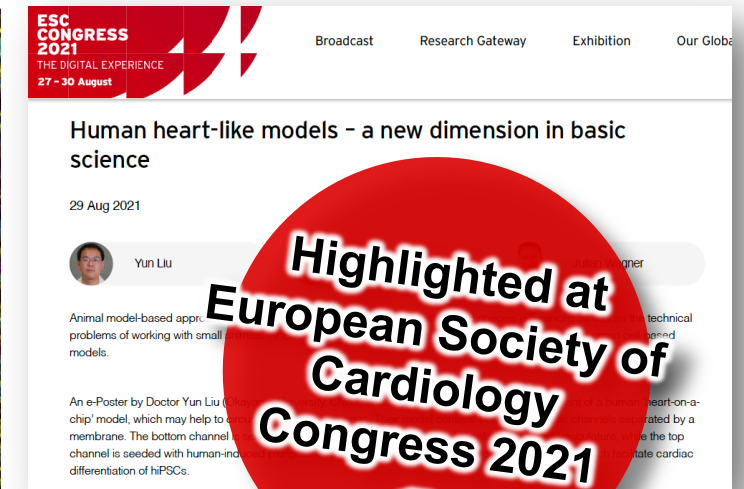 ESC
CONGRESS
2021
THE DIGITAL EXPERIENCE
27 – 30 August
Broadcast Research Gateway Exhibition Our Globa
Human heart-like models – a new dimension in basic
science
29 Aug 2021
Yun Liu
Highlighted at
European Society of
Cardiology
Congress 2021
Animal model-based technical
problems of working with small based
models.
An e-Poster by Doctor Yun Liu of a human 'heart-on-a-
chip' model, which may help to channels separated by a
membrane. The bottom channel while the top
channel is seeded with human-induced facilitate cardiac
differentiation of hiPSCs.